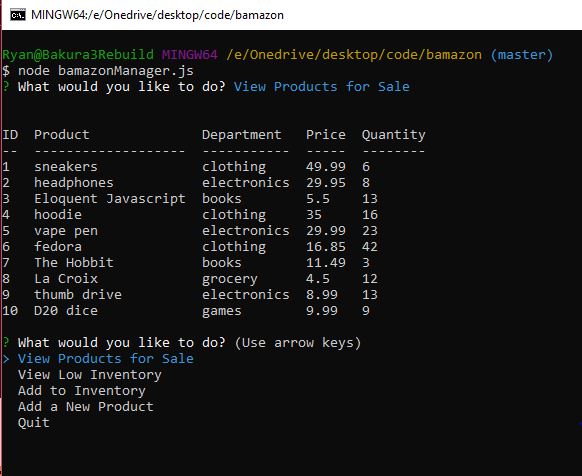 MINGW64:/e/Onedrive/desktop/code/bamazon
Ryan@Bakura3Rebuild MINGW64 /e/Onedrive/desktop/code/bamazon (master)
$ node bamazonManager.js
? What would you like to do? View Products for Sale
ID  Product              Department   Price  Quantity
--  -------------------  -----------  -----  --------
1   sneakers             clothing     49.99  6
2   headphones           electronics  29.95  8
3   Eloquent Javascript  books        5.5    13
4   hoodie               clothing     35     16
5   vape pen             electronics  29.99  23
6   fedora               clothing     16.85  42
7   The Hobbit           books        11.49  3
8   La Croix             grocery      4.5    12
9   thumb drive          electronics  8.99   13
10  D20 dice             games        9.99   9
? What would you like to do? (Use arrow keys)
> View Products for Sale
  View Low Inventory
  Add to Inventory
  Add a New Product
  Quit